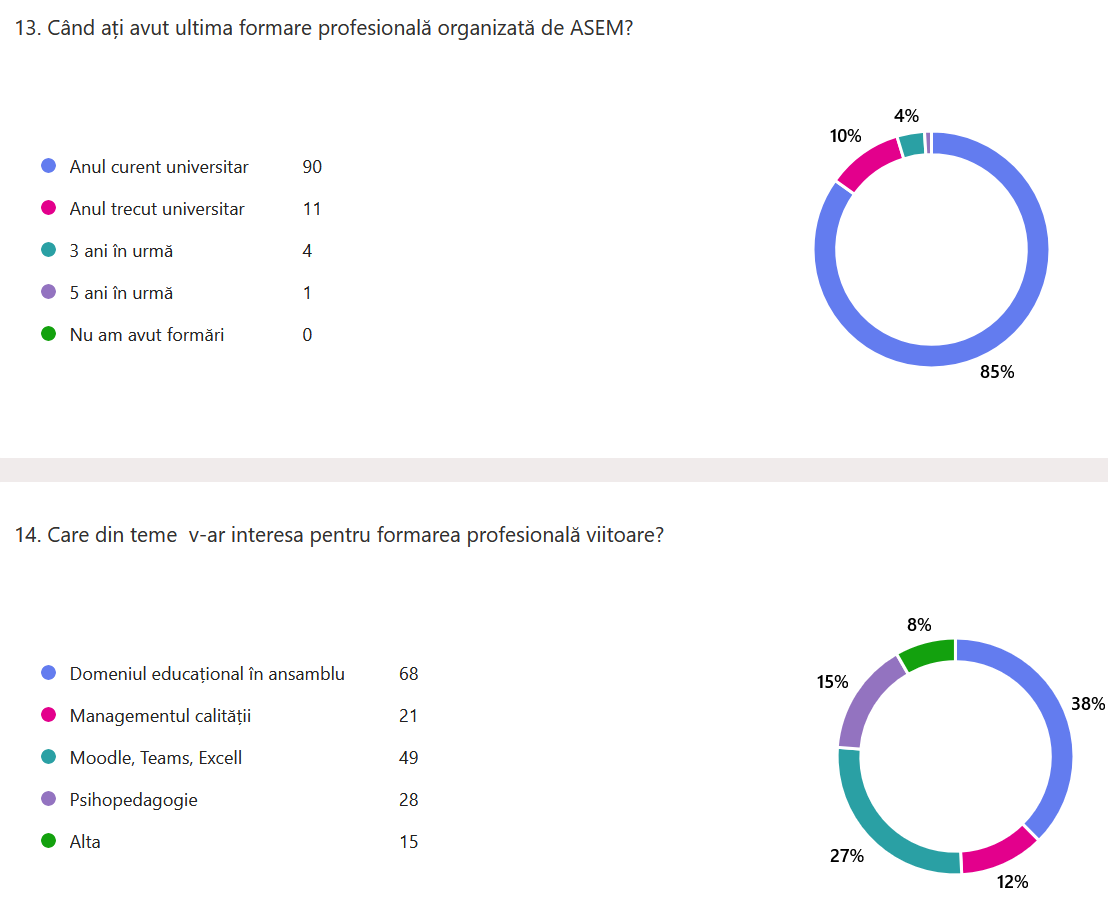 13. Când ați avut ultima formare profesională organizată de ASEM?
4%
10%
Anul curent universitar 90
Anul trecut universitar 11
3 ani în urmă 4
5 ani în urmă 1
Nu am avut formări 0
85%
14. Care din teme  v-ar interesa pentru formarea profesională viitoare?
8%
15%
38%
Domeniul educațional în ansamblu 68
Managementul calității 21
Moodle, Teams, Excell 49
Psihopedagogie 28
Alta 15
27%
12%